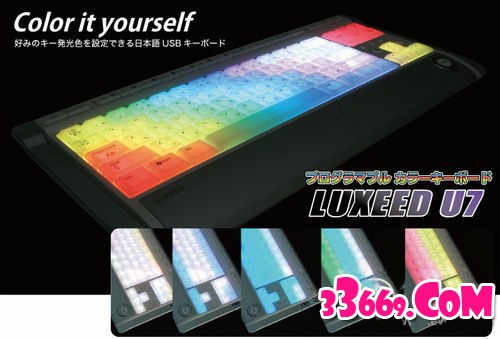 Color it yourself
好みのキー発光色を設定できる日本語 USB キーボード
LUXEED
プログラマブル カラーキーボード
LUXEED U7
33669.COM